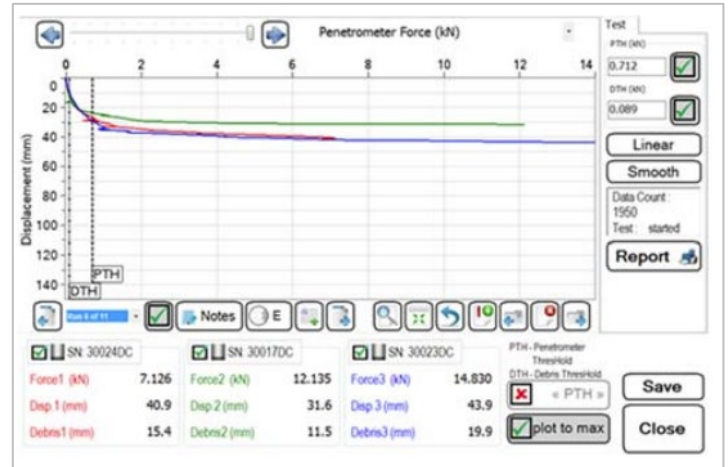 Penetrometer Force (kN)
0 2 4 6 8 10 12 14
Displacement (mm)
0
20
40
60
80
100
120
140
PTH
DTH
Test
PTH (kN)
0.712
DTH (kN)
0.089
Linear
Smooth
Data Count :
1950
Test : started
Report
Run 6 of 11
Notes
E
SN: 30024DC
SN: 30017DC
SN: 30023DC
Force1 (kN) 7.126
Force2 (kN) 12.135
Force3 (kN) 14.830
Disp.1 (mm) 40.9
Disp.2 (mm) 31.6
Disp.3 (mm) 43.9
Debris1 (mm) 15.4
Debris2 (mm) 11.5
Debris3 (mm) 19.9
PTH - Penetrometer
ThresHold
DTH - Debris ThresHold
« PTH »
plot to max
Save
Close